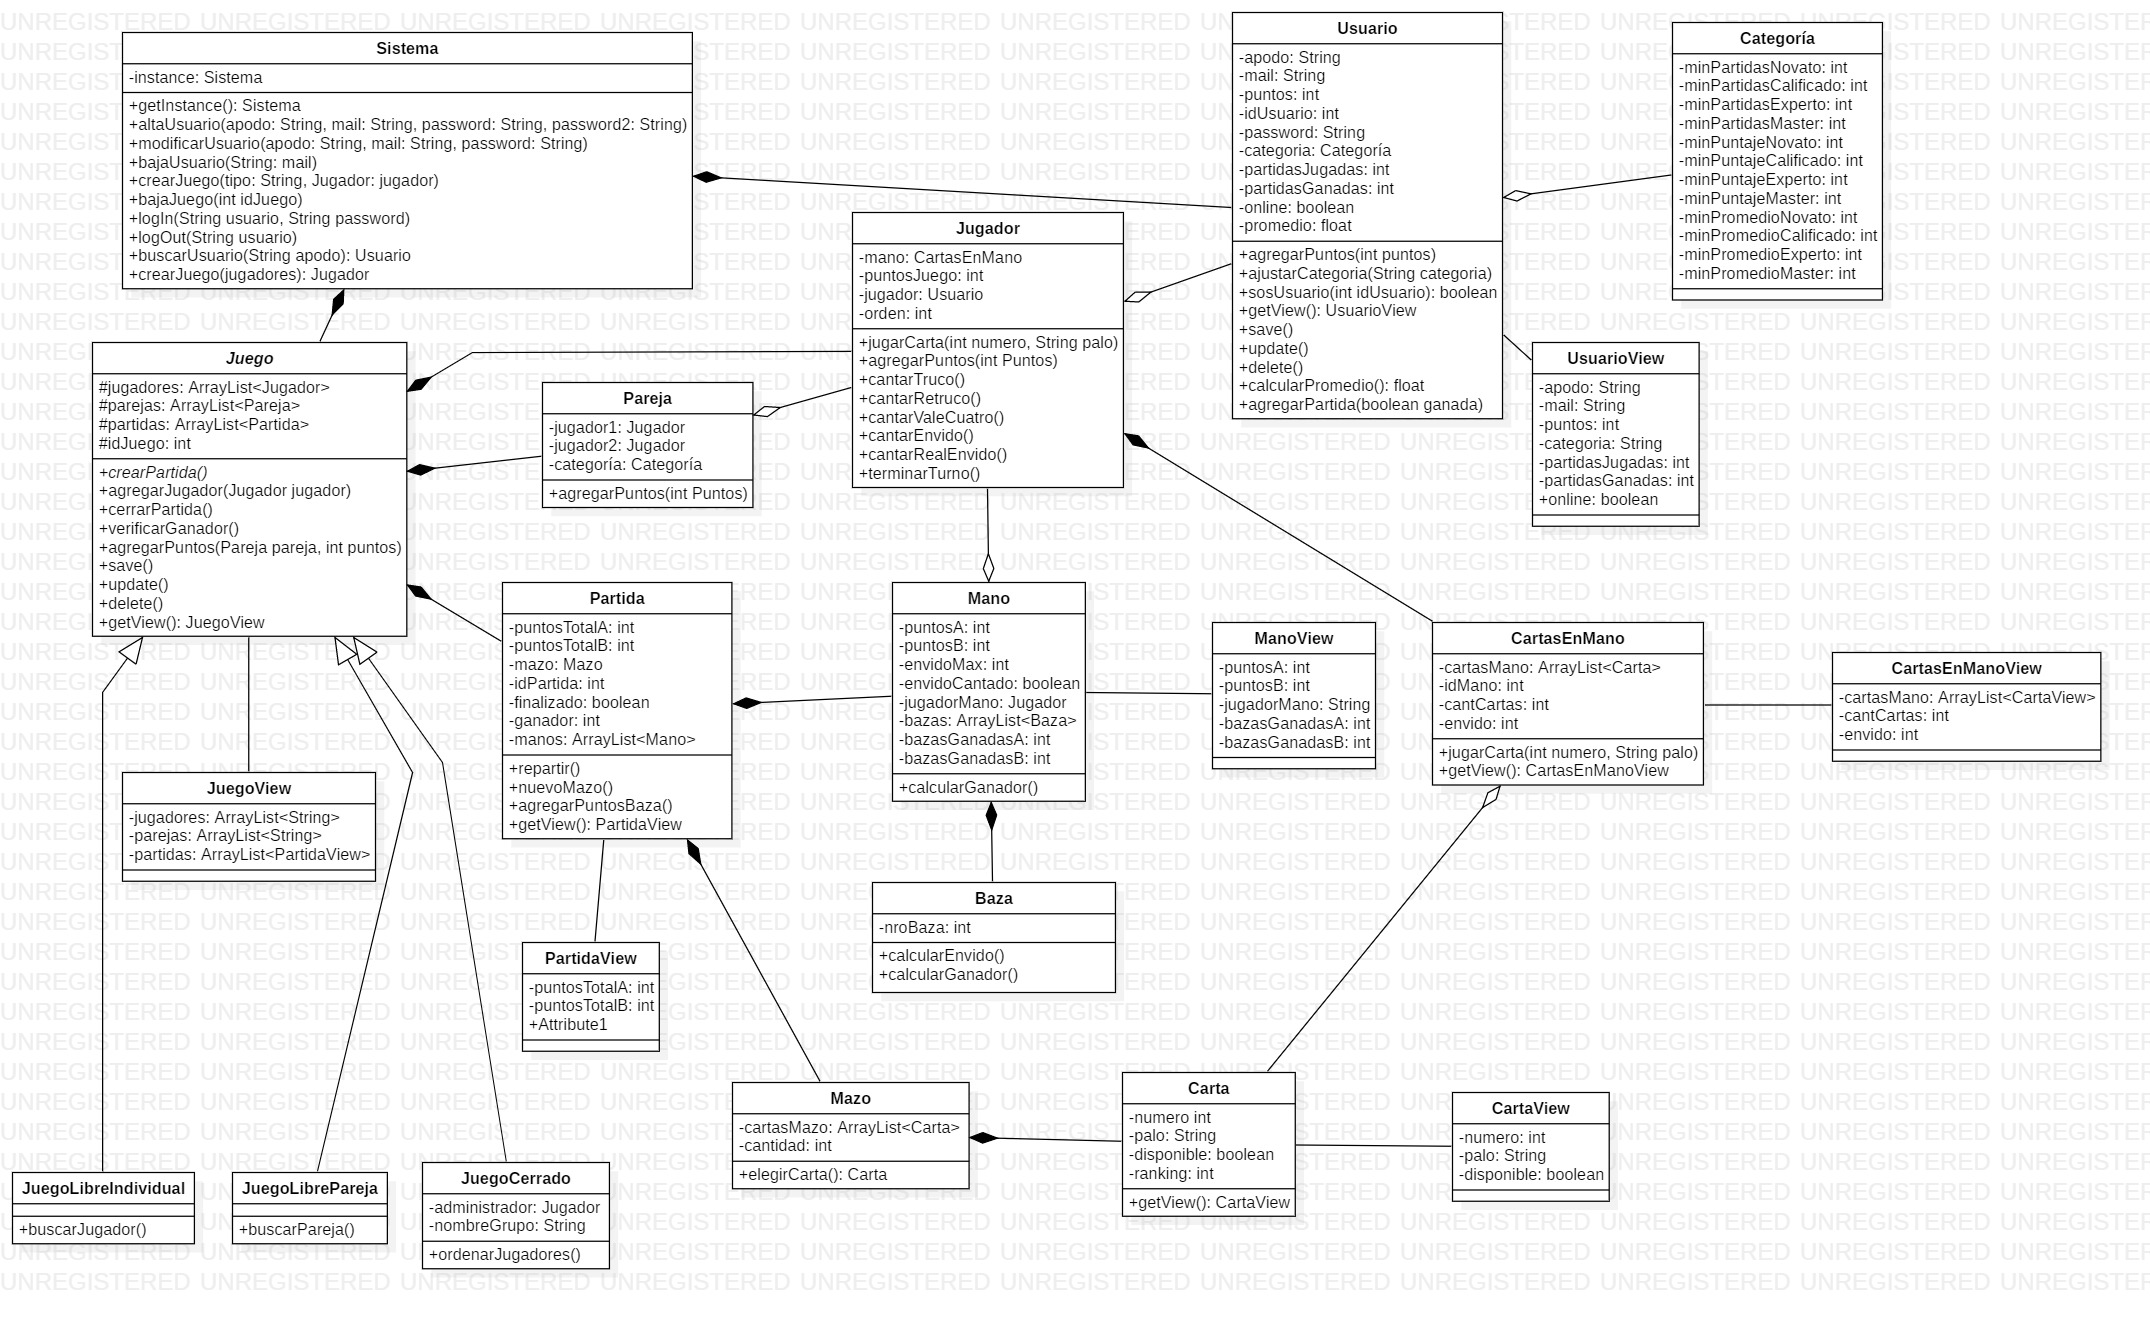 Sistema
-instance: Sistema
+getInstance(): Sistema
+altaUsuario(apodo: String, mail: String, password: String, password2: String)
+modificarUsuario(apodo: String, mail: String, password: String)
+bajaUsuario(String: mail)
+crearJuego(tipo: String, Jugador: jugador)
+bajaJuego(int idJuego)
+logIn(String usuario, String password)
+logOut(String usuario)
+buscarUsuario(String apodo): Usuario
+crearJuego(jugadores): Jugador
Usuario
-apodo: String
-mail: String
-puntos: int
-idUsuario: int
-password: String
-categoria: Categoría
-partidasJugadas: int
-partidasGanadas: int
-online: boolean
-promedio: float
+agregarPuntos(int puntos)
+ajustarCategoria(String categoria)
+sosUsuario(int idUsuario): boolean
+getView(): UsuarioView
+save()
+update()
+delete()
+calcularPromedio(): float
+agregarPartida(boolean ganada)
Categoría
-minPartidasNovato: int
-minPartidasCalificado: int
-minPartidasExperto: int
-minPartidasMaster: int
-minPuntajeNovato: int
-minPuntajeCalificado: int
-minPuntajeExperto: int
-minPuntajeMaster: int
-minPromedioNovato: int
-minPromedioCalificado: int
-minPromedioExperto: int
-minPromedioMaster: int
Jugador
-mano: CartasEnMano
-puntosJuego: int
-jugador: Usuario
-orden: int
+jugarCarta(int numero, String palo)
+agregarPuntos(int Puntos)
+cantarTruco()
+cantarRetruco()
+cantarValeCuatro()
+cantarEnvido()
+cantarRealEnvido()
+terminarTurno()
Juego
#jugadores: ArrayList<Jugador>
#parejas: ArrayList<Pareja>
#partidas: ArrayList<Partida>
#idJuego: int
+crearPartida()
+agregarJugador(Jugador jugador)
+cerrarPartida()
+verificarGanador()
+agregarPuntos(Pareja pareja, int puntos)
+save()
+update()
+delete()
+getView(): JuegoView
Pareja
-jugador1: Jugador
-jugador2: Jugador
-categoría: Categoría
+agregarPuntos(int Puntos)
UsuarioView
-apodo: String
-mail: String
-puntos: int
-categoria: String
-partidasJugadas: int
-partidasGanadas: int
+online: boolean
Partida
-puntosTotalA: int
-puntosTotalB: int
-mazo: Mazo
-idPartida: int
-finalizado: boolean
-ganador: int
-manos: ArrayList<Mano>
+repartir()
+nuevoMazo()
+agregarPuntosBaza()
+getView(): PartidaView
Mano
-puntosA: int
-puntosB: int
-envidoMax: int
-envidoCantado: boolean
-jugadorMano: Jugador
-bazas: ArrayList<Baza>
-bazasGanadasA: int
-bazasGanadasB: int
+calcularGanador()
ManoView
-puntosA: int
-puntosB: int
-jugadorMano: String
-bazasGanadasA: int
-bazasGanadasB: int
CartasEnMano
-cartasMano: ArrayList<Carta>
-idMano: int
-cantCartas: int
-envido: int
+jugarCarta(int numero, String palo)
+getView(): CartasEnManoView
CartasEnManoView
-cartasMano: ArrayList<CartaView>
-cantCartas: int
-envido: int
JuegoView
-jugadores: ArrayList<String>
-parejas: ArrayList<String>
-partidas: ArrayList<PartidaView>
Baza
-nroBaza: int
+calcularEnvido()
+calcularGanador()
PartidaView
-puntosTotalA: int
-puntosTotalB: int
+Attribute1
Mazo
-cartasMazo: ArrayList<Carta>
-cantidad: int
+elegirCarta(): Carta
Carta
-numero int
-palo: String
-disponible: boolean
-ranking: int
+getView(): CartaView
CartaView
-numero: int
-palo: String
-disponible: boolean
JuegoLibreIndividual
+buscarJugador()
JuegoLibrePareja
+buscarPareja()
JuegoCerrado
-administrador: Jugador
-nombreGrupo: String
+ordenarJugadores()
UNREGISTERED